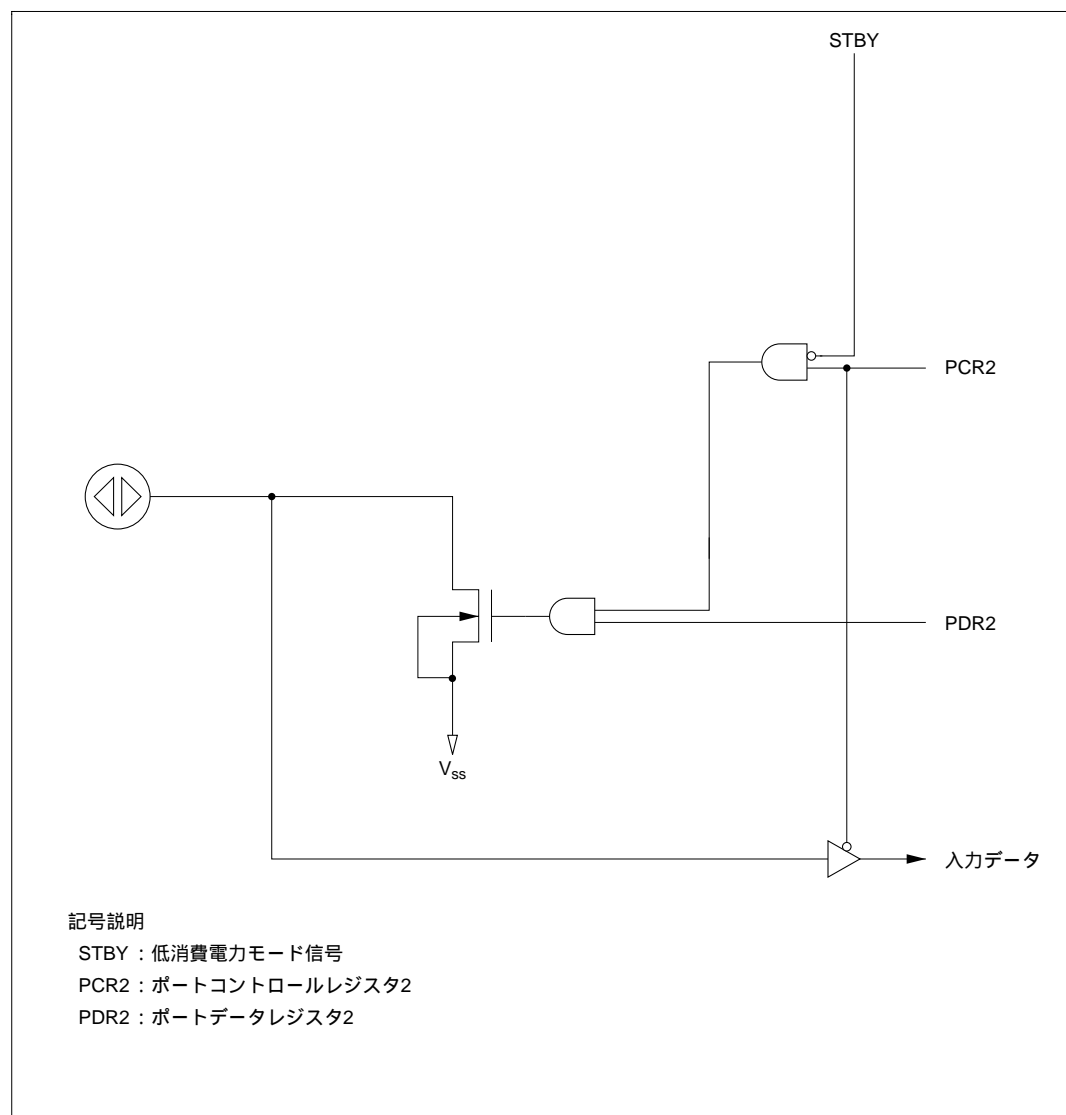 STBY
PCR2
PDR2
Vss
入力データ
記号説明
STBY：低消費電力モード信号
PCR2：ポートコントロールレジスタ2
PDR2：ポートデータレジスタ2